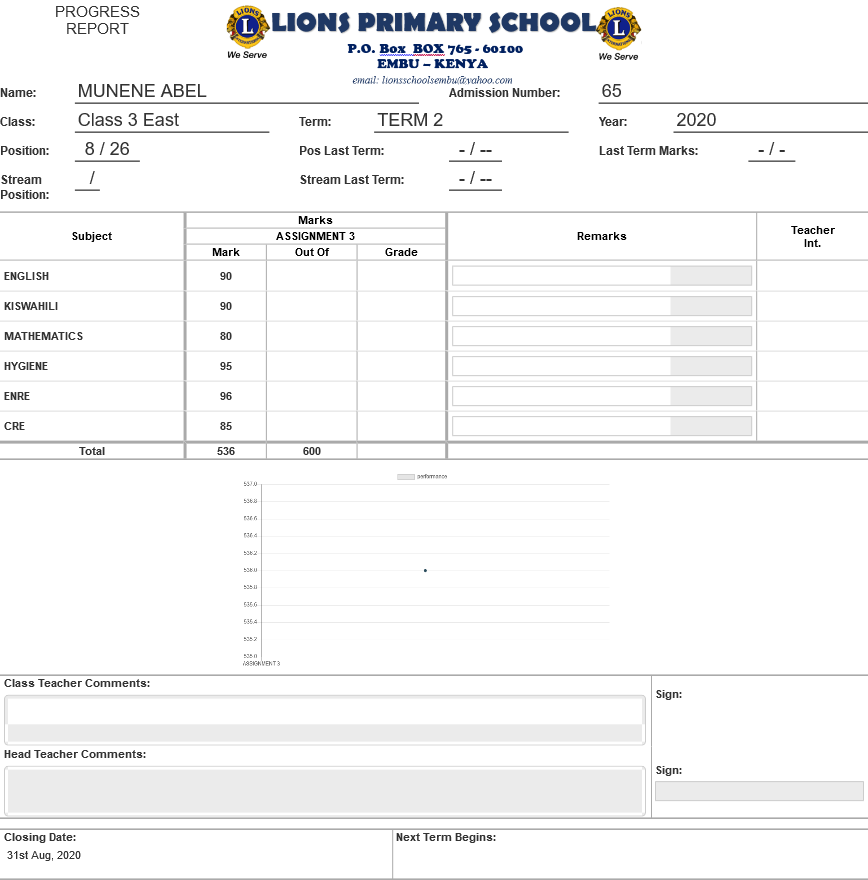 PROGRESS
REPORT
LIONS PRIMARY SCHOOL
LIONS
L
INTERNATIONAL
We Serve
LIONS
L
INTERNATIONAL
We Serve
P.O. Box BOX 765 - 60100
EMBU – KENYA
email: lionsschoolsembu@yahoo.com
Name: MUNENE ABEL Admission Number: 65
Class: Class 3 East Term: TERM 2 Year: 2020
Position: 8 / 26 Pos Last Term: - / -- Last Term Marks: - / -
Stream Position: / Stream Last Term: - / --
Marks
Subject ASSIGNMENT 3 Remarks Teacher Int.
Mark Out Of Grade
ENGLISH 90
KISWAHILI 90
MATHEMATICS 80
HYGIENE 95
ENRE 96
CRE 85
Total 536 600
performance
537.0
536.8
536.6
536.4
536.2
536.0
535.8
535.6
535.4
535.2
535.0
ASSIGNMENT 3
Class Teacher Comments:
Sign:
Head Teacher Comments:
Sign:
Closing Date: Next Term Begins:
31st Aug, 2020